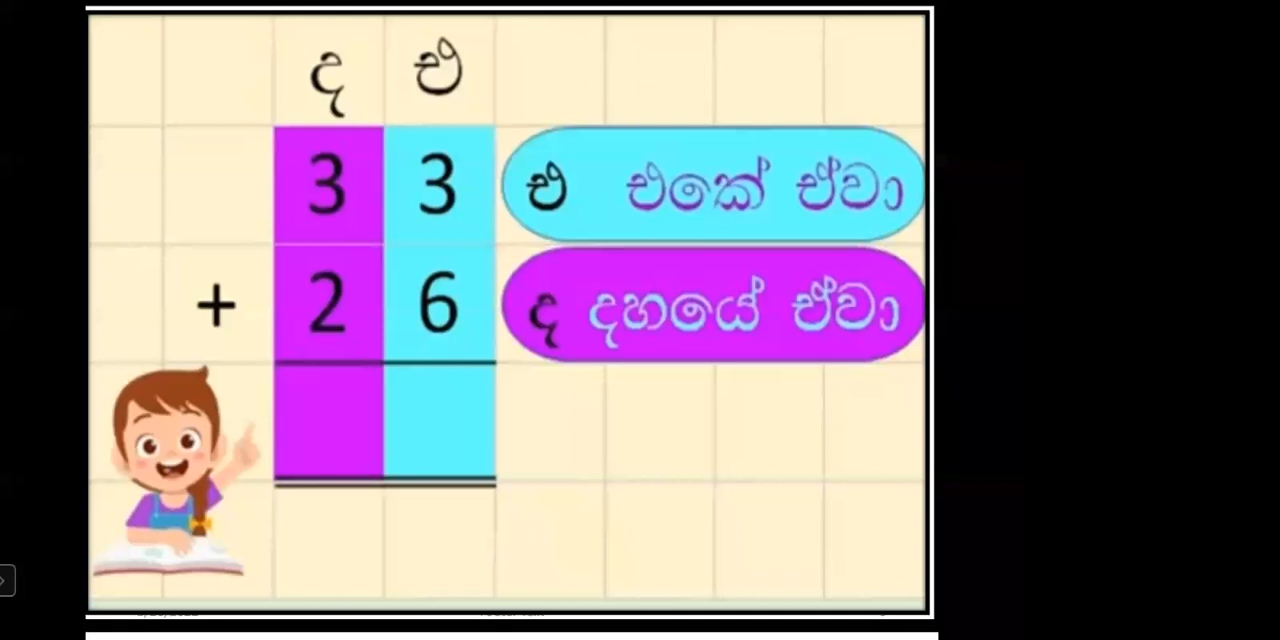 ද එ
3 3 එ එකේ ඒවා
+ 2 6 ද දහයේ ඒවා